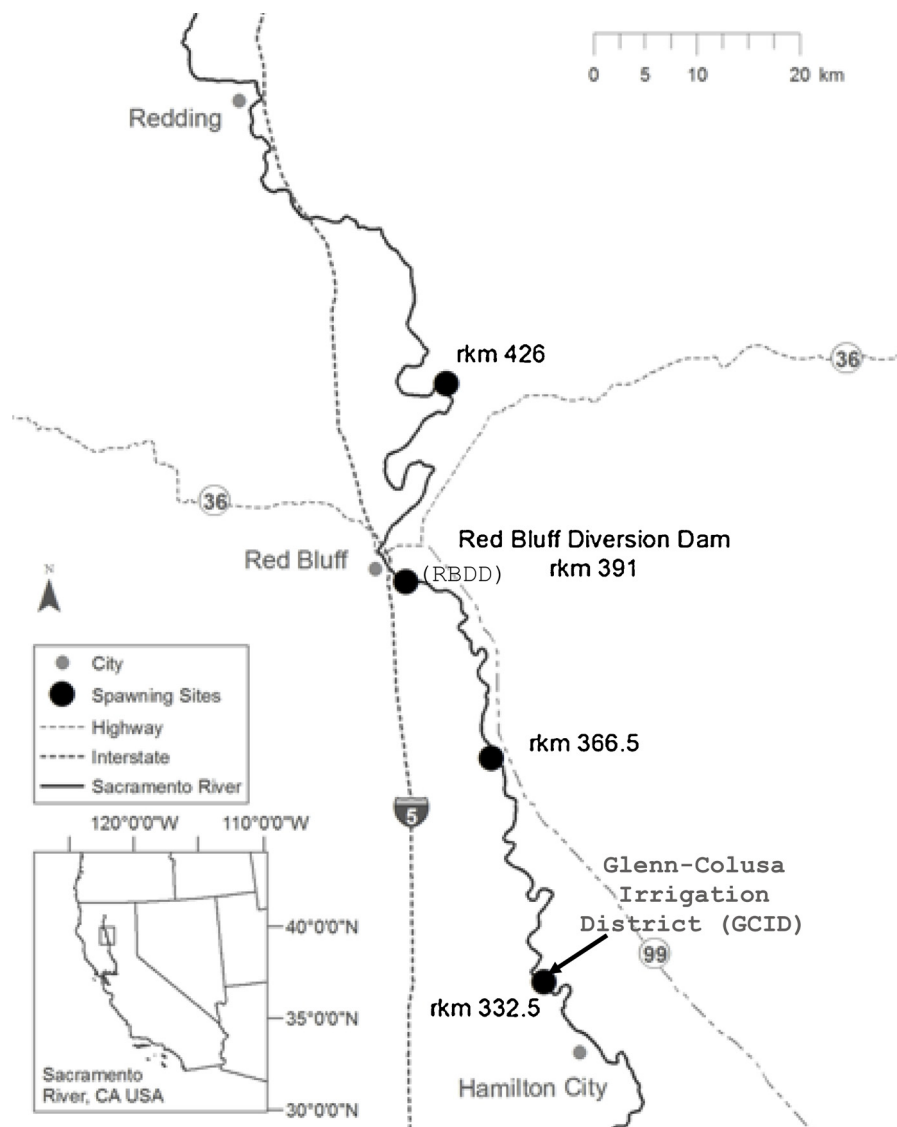 0 5 10 20 km
Redding
rkm 426
36
36
Red Bluff Diversion Dam
Red Bluff
(RBDD)
rkm 391
N
City
Spawning Sites
Highway
Interstate
Sacramento River
rkm 366.5
5
120°0'0"W 110°0'0"W
Glenn-Colusa
Irrigation
District (GCID)
40°0'0"N
99
rkm 332.5
35°0'0"N
Hamilton City
Sacramento
River, CA USA
30°0'0"N